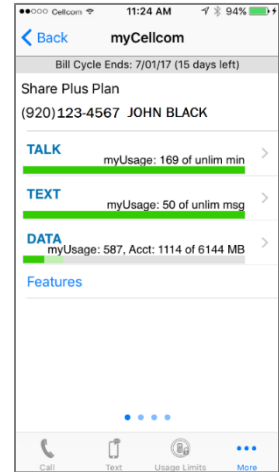 Cellcom 11:24 AM 94%
Back myCellcom
Bill Cycle Ends: 7/01/17 (15 days left)
Share Plus Plan
(920)123-4567 JOHN BLACK
TALK
myUsage: 169 of unlim min
TEXT
myUsage: 50 of unlim msg
DATA
myUsage: 587, Acct: 1114 of 6144 MB
Features
Call Text Usage Limits More